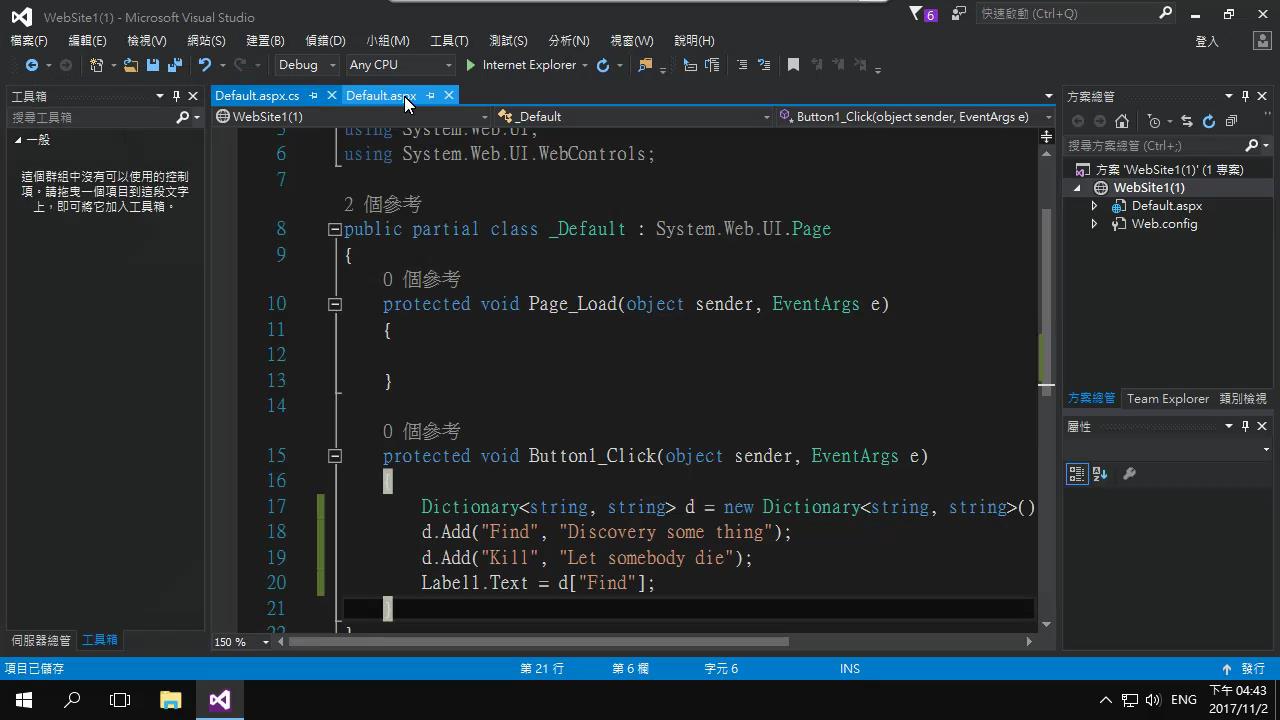 WebSite1(1) - Microsoft Visual Studio
6
快速啟動 (Ctrl+Q)
檔案(F) 編輯(E) 檢視(V) 網站(S) 建置(B) 偵錯(D) 小組(M) 工具(T) 測試(S) 分析(N) 視窗(W) 說明(H)
登入
Debug Any CPU Internet Explorer
工具箱
搜尋工具箱
一般
這個群組中沒有可以使用的控制
項。請拖曳一個項目到這段文字
上，即可將它加入工具箱。
伺服器總管 工具箱
Default.aspx.cs Default.aspx
WebSite1(1) _Default Button1_Click(object sender, EventArgs e)
5 using System.Web.UI;
6 using System.Web.UI.WebControls;
7
2 個參考
8 public partial class _Default : System.Web.UI.Page
9 {
0 個參考
10 protected void Page_Load(object sender, EventArgs e)
11 {
12
13 }
14
0 個參考
15 protected void Button1_Click(object sender, EventArgs e)
16 {
17 Dictionary<string, string> d = new Dictionary<string, string>()
18 d.Add("Find", "Discovery some thing");
19 d.Add("Kill", "Let somebody die");
20 Label1.Text = d["Find"];
21 }
22 }
150 %
方案總管
搜尋方案總管 (Ctrl+;)
方案 'WebSite1(1)' (1 專案)
WebSite1(1)
Default.aspx
Web.config
方案總管 Team Explorer 類別檢視
屬性
項目已儲存 第 21 行 第 6 欄 字元 6 INS 發行
ENG
下午 04:43
2017/11/2